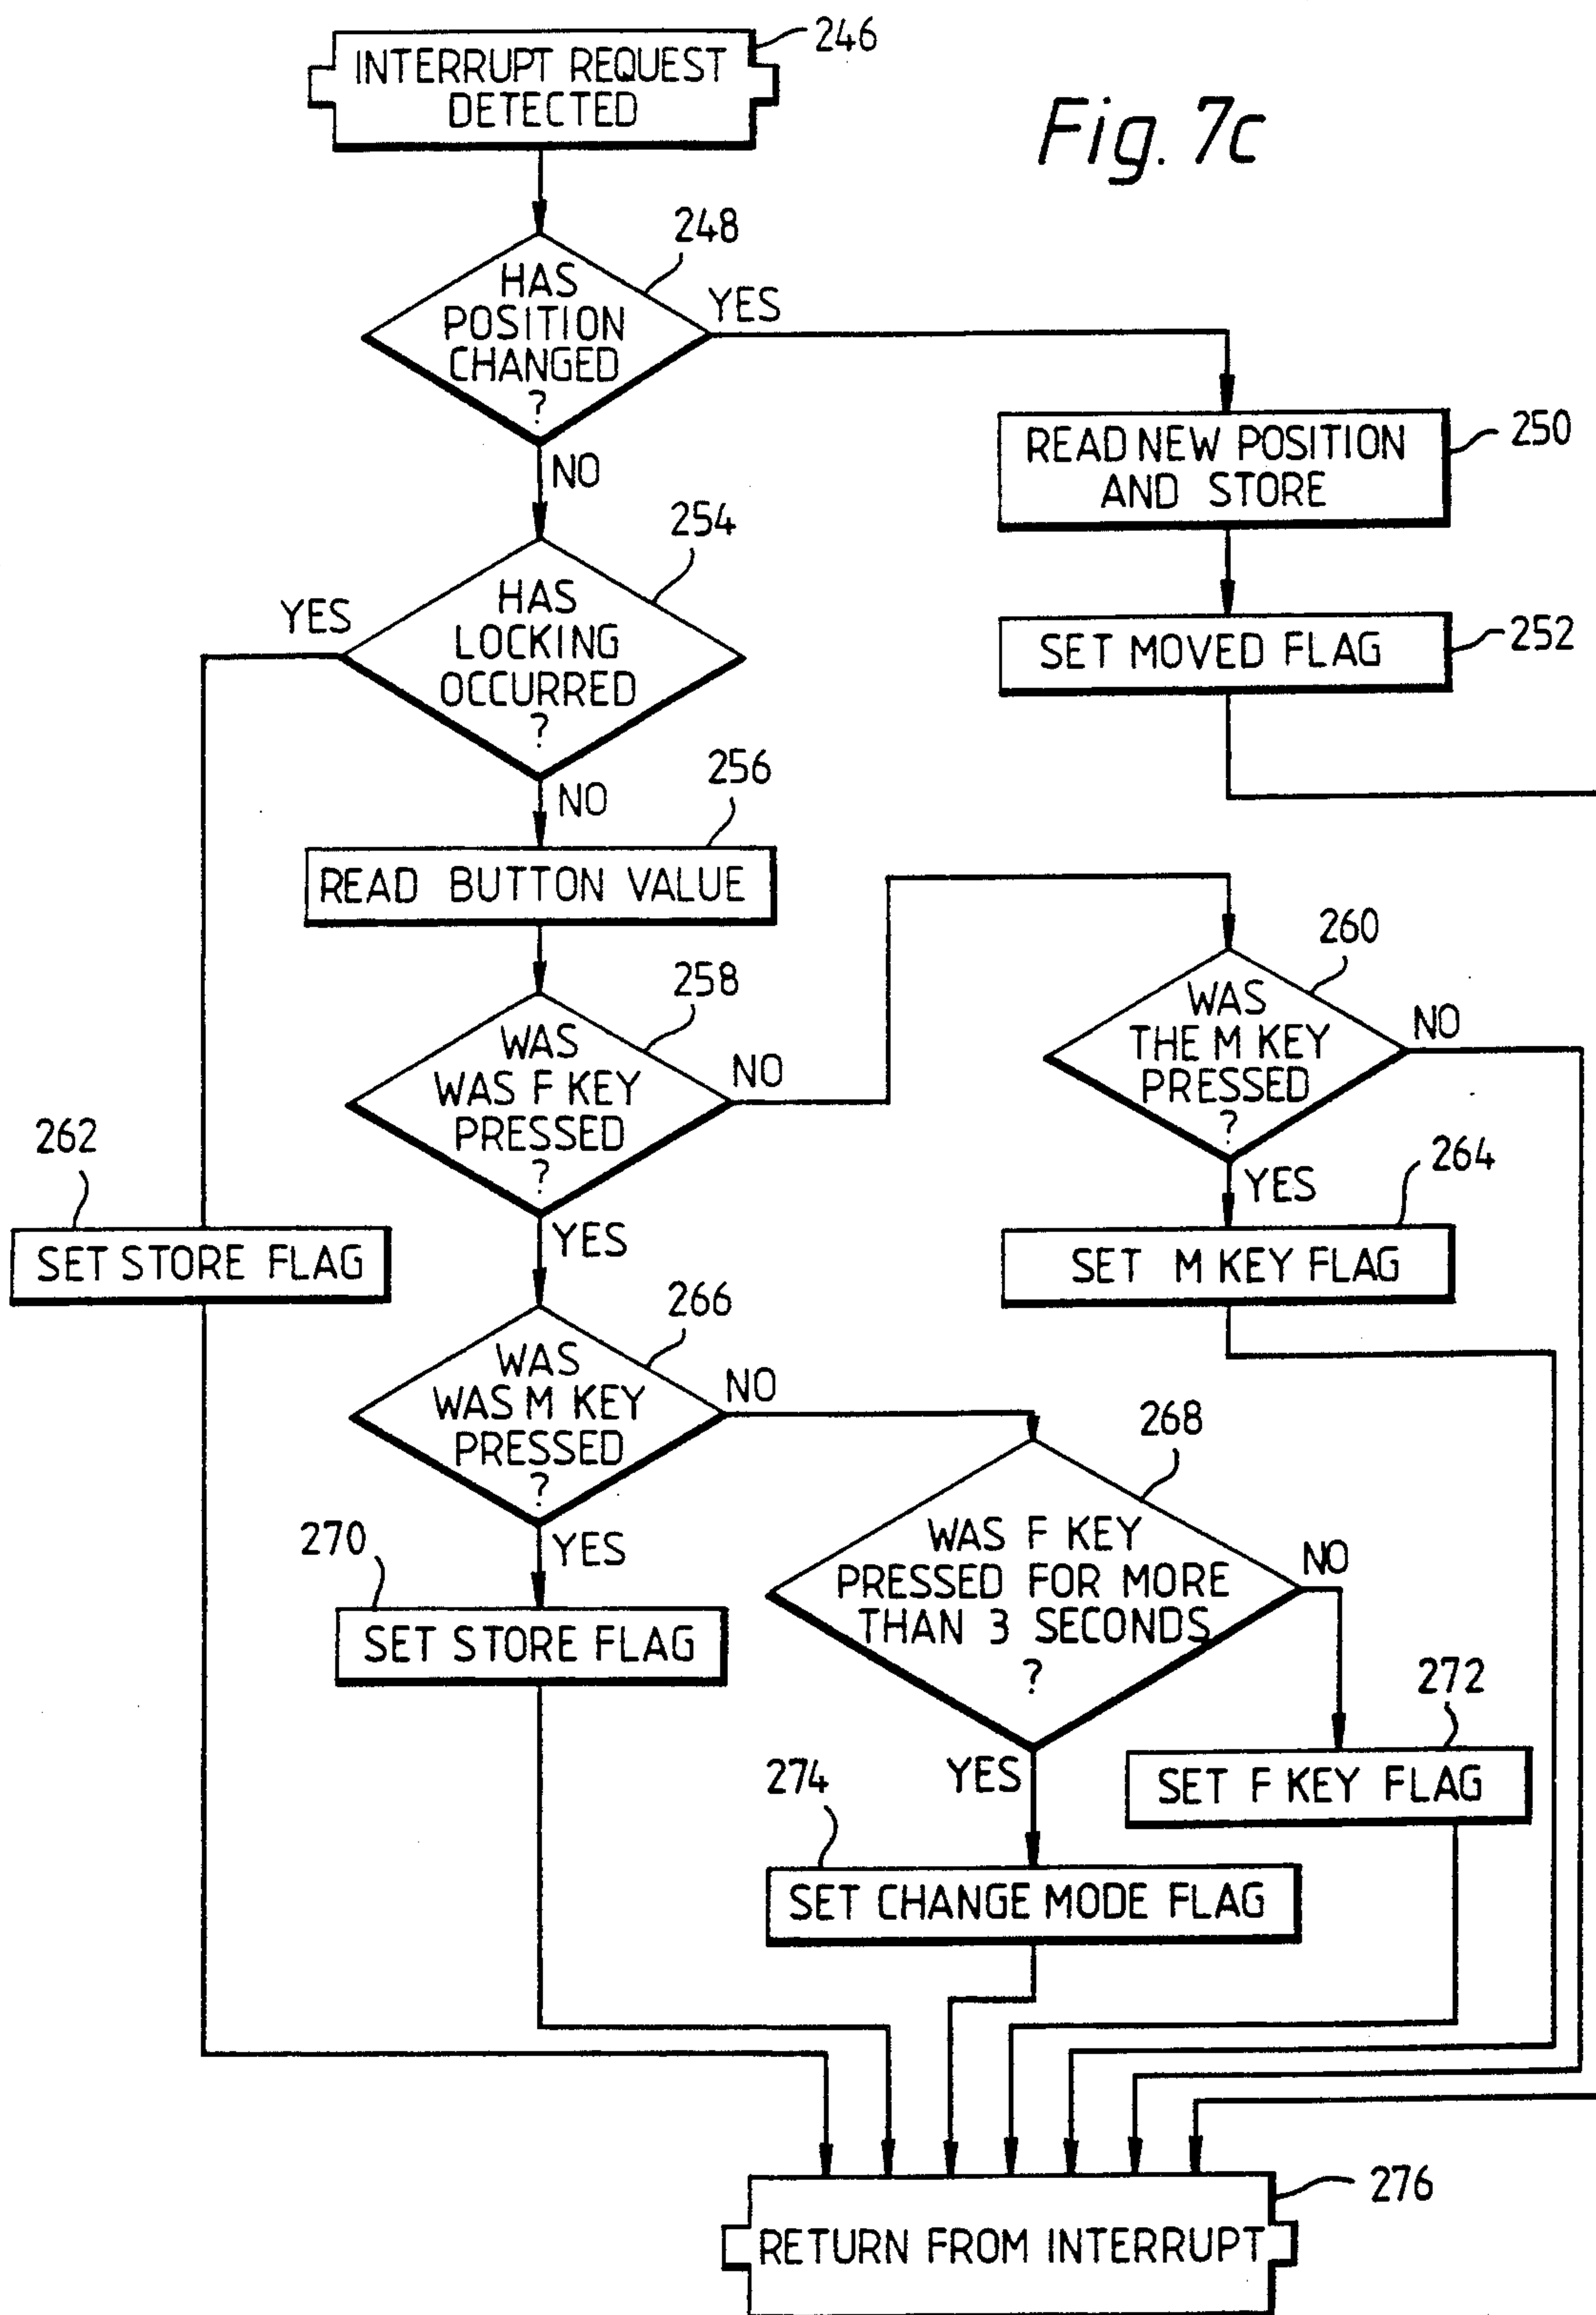 INTERRUPT REQUEST
DETECTED
246
Fig. 7c
HAS
POSITION
CHANGED
?
248
YES
NO
READ NEW POSITION
AND STORE
250
HAS
LOCKING
OCCURRED
?
254
YES
NO
SET MOVED FLAG
252
READ BUTTON VALUE
256
WAS
WAS F KEY
PRESSED
?
258
NO
YES
WAS
THE M KEY
PRESSED
?
260
NO
YES
262
SET STORE FLAG
SET M KEY FLAG
264
WAS
WAS M KEY
PRESSED
?
266
NO
YES
WAS F KEY
PRESSED FOR MORE
THAN 3 SECONDS
?
268
NO
YES
270
SET STORE FLAG
272
SET F KEY FLAG
274
SET CHANGE MODE FLAG
RETURN FROM INTERRUPT
276